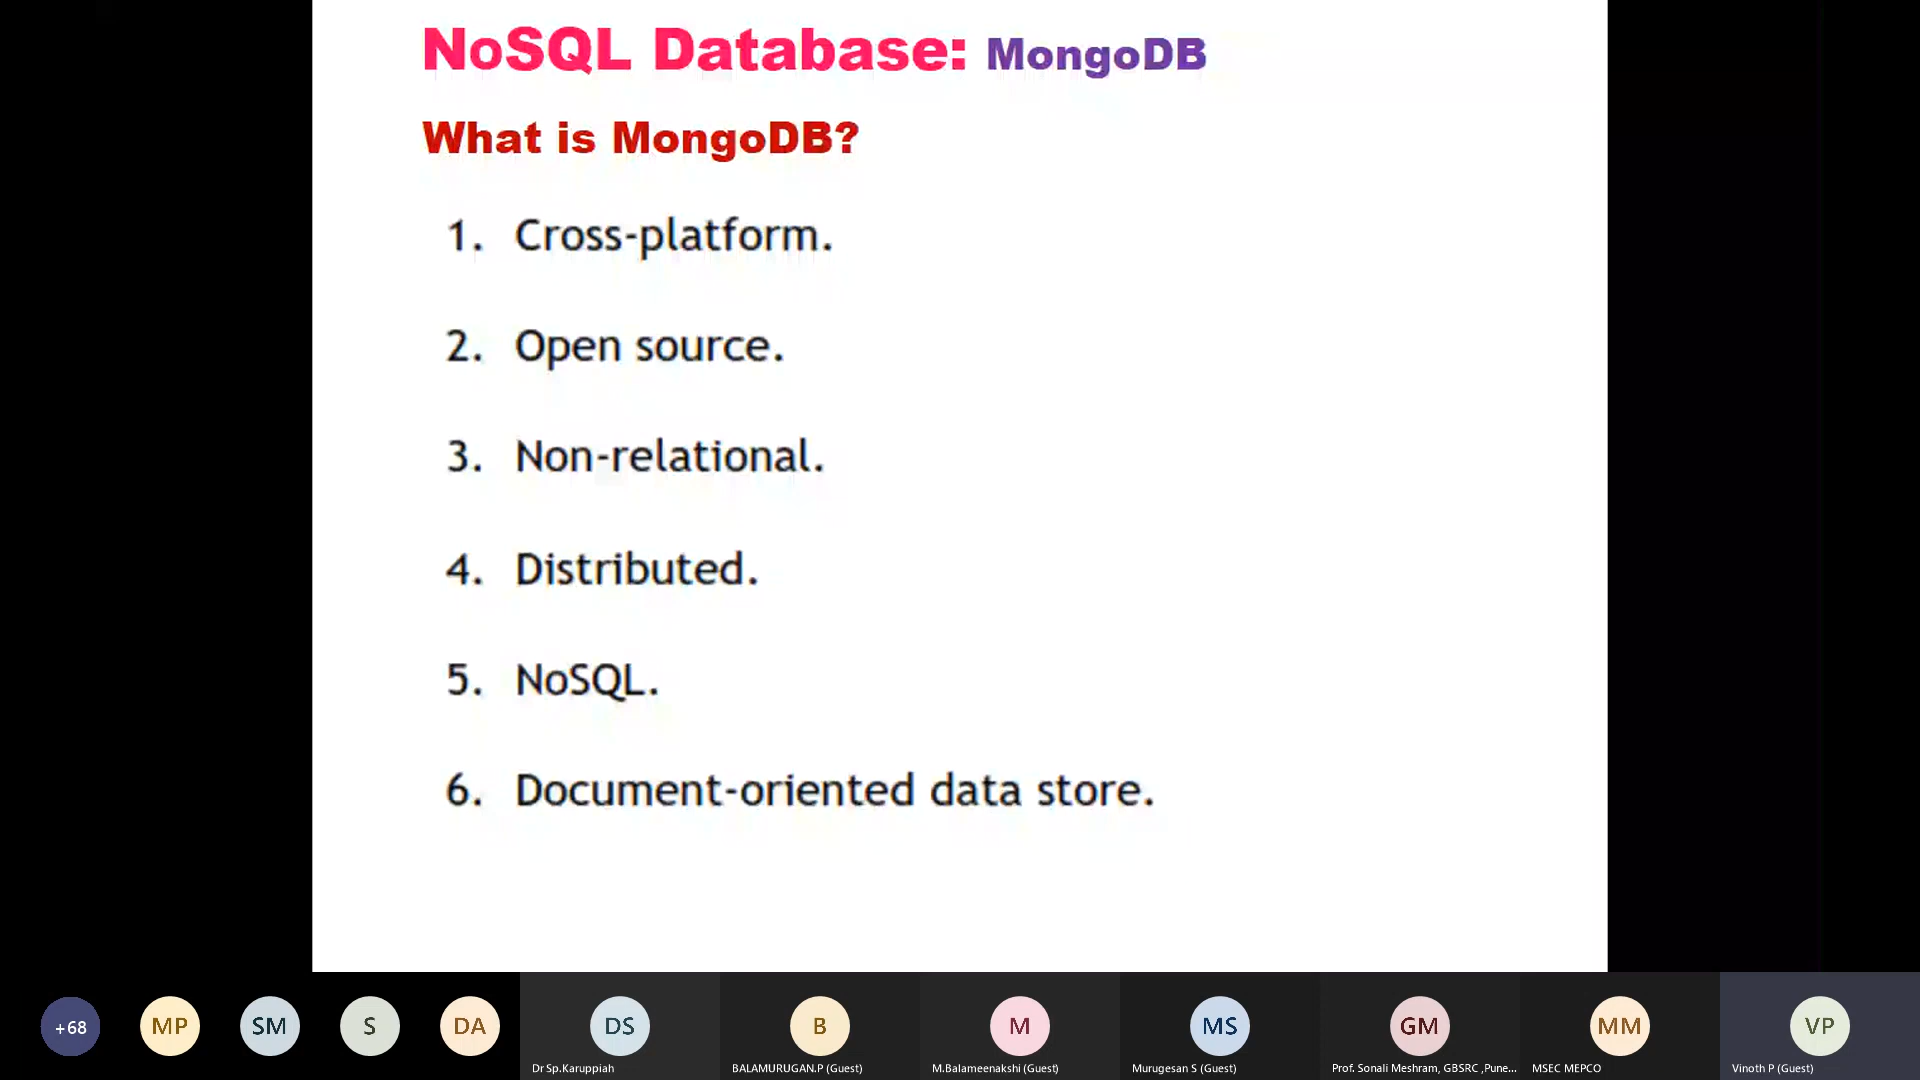 NoSQL Database: MongoDB
What is MongoDB?
1. Cross-platform.
2. Open source.
3. Non-relational.
4. Distributed.
5. NoSQL.
6. Document-oriented data store.
+68 MP SM S DA DS B M MS GM MM VP
Dr Sp.Karuppiah BALAMURUGAN.P (Guest) M.Balameenakshi (Guest) Murugesan S (Guest) Prof. Sonali Meshram, GBSRC ,Pune... MSEC MEPCO Vinoth P (Guest)